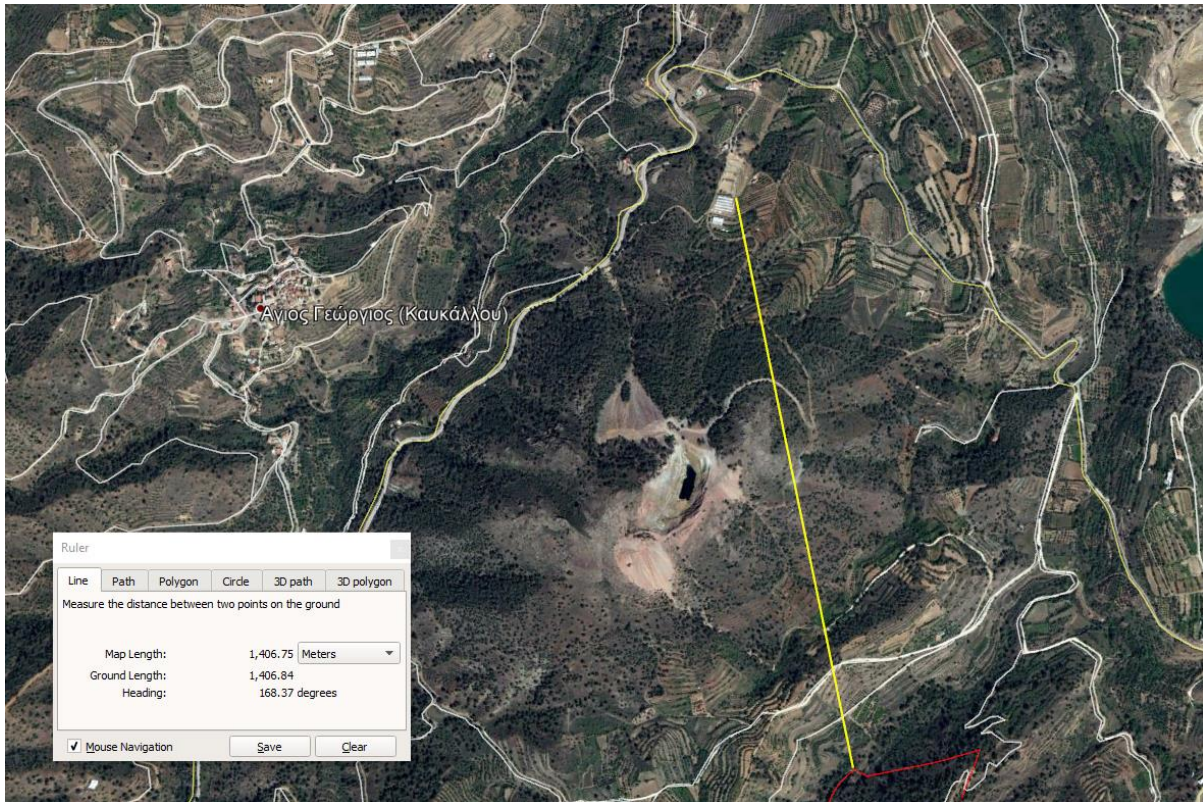 Άγιος Γεώργιος (Καυκάλλου)
Ruler
Line Path Polygon Circle 3D path 3D polygon
Measure the distance between two points on the ground
Map Length: 1,406.75 Meters
Ground Length: 1,406.84
Heading: 168.37 degrees
Mouse Navigation Save Clear